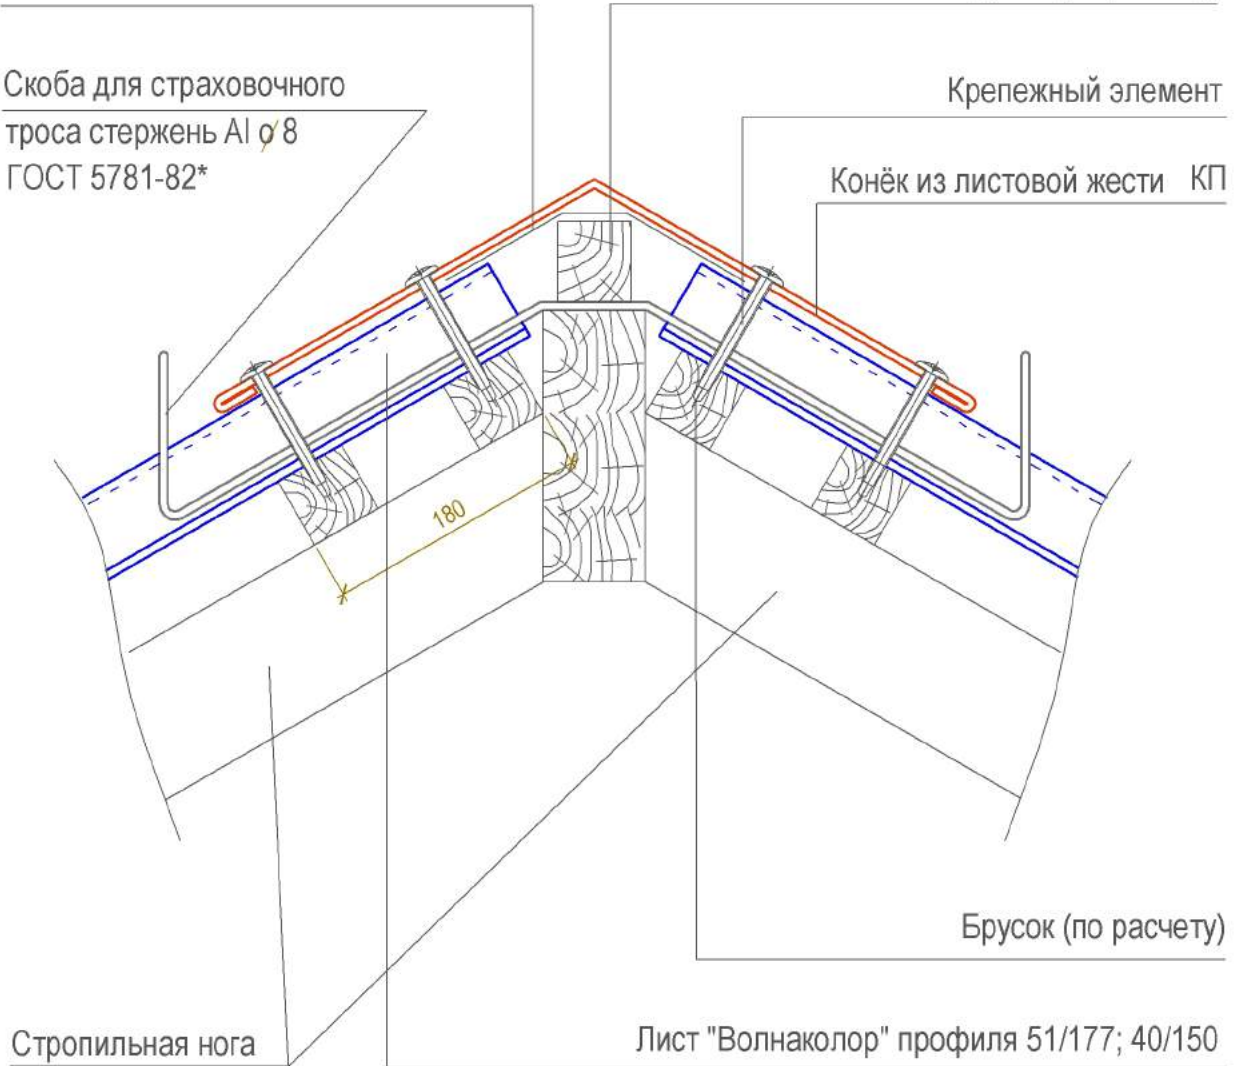 Скоба для страховочного
троса стержень АI ⌀ 8
ГОСТ 5781-82*
Крепежный элемент
Конёк из листовой жести КП
180
Брусок (по расчету)
Стропильная нога
Лист "Волнаколор" профиля 51/177; 40/150